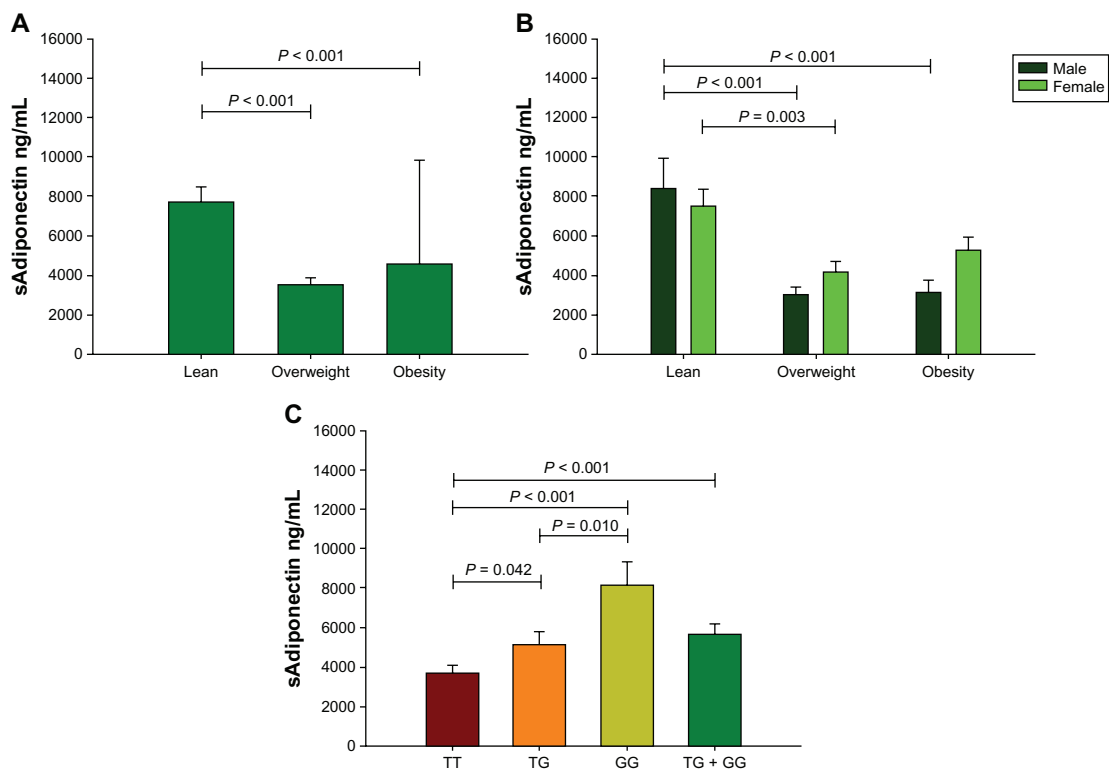 A
sAdiponectin ng/mL
16000
14000
12000
10000
8000
6000
4000
2000
0
P < 0.001
P < 0.001
Lean Overweight Obesity
B
sAdiponectin ng/mL
16000
14000
12000
10000
8000
6000
4000
2000
0
P < 0.001
P < 0.001
P = 0.003
Lean Overweight Obesity
Male
Female
C
sAdiponectin ng/mL
16000
14000
12000
10000
8000
6000
4000
2000
0
P < 0.001
P < 0.001
P = 0.010
P = 0.042
TT TG GG TG + GG